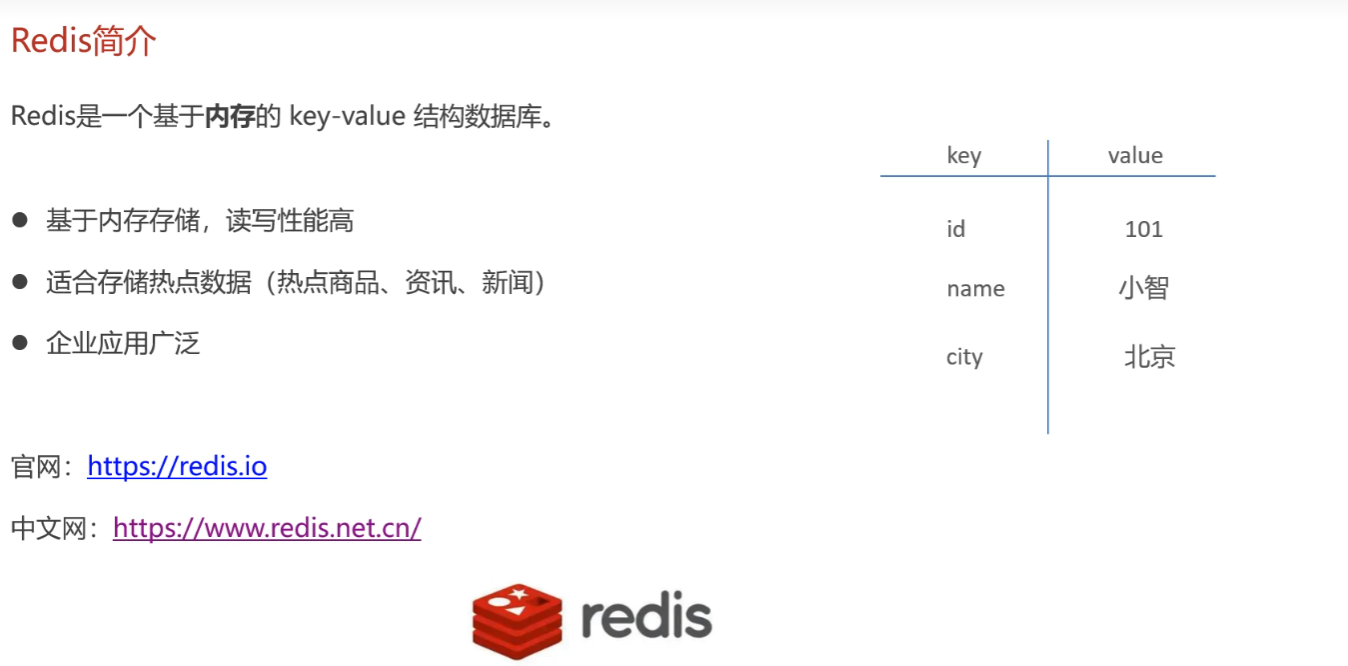 Redis简介
Redis是一个基于内存的 key-value 结构数据库。
● 基于内存存储，读写性能高
● 适合存储热点数据（热点商品、资讯、新闻）
● 企业应用广泛
key value
id 101
name 小智
city 北京
官网：https://redis.io
中文网：https://www.redis.net.cn/
redis